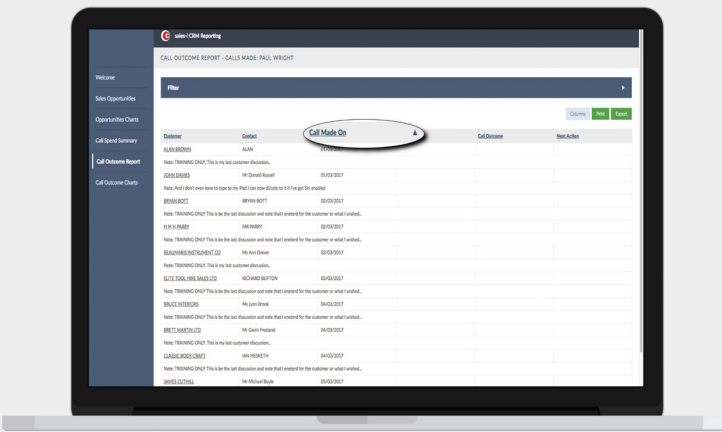 sales-i CRM Reporting
CALL OUTCOME REPORT - CALLS MADE: PAUL WRIGHT
Welcome
Sales Opportunities
Opportunities Charts
Call Spend Summary
Call Outcome Report
Call Outcome Charts
Filter
Columns Print Export
Customer Contact Call Made On Call Outcome Next Action
ALAN BROWN ALAN 01/03/2017
Note: TRAINING ONLY. This is my last customer discussion..
JOHN DAVIES Mr Donald Russell 01/03/2017
Note: And I don't even have to type to my iPad I can now dictate to it if I've got Siri enabled
BRYAN BOTT BRYAN BOTT 02/03/2017
Note: TRAINING ONLY This is be the last discussion and note that I eneterd for the customer or what I wished..
H M H PARRY MR PARRY 02/03/2017
Note: TRAINING ONLY This is be the last discussion and note that I eneterd for the customer or what I wished..
BEAUMARIS INSTRUMENT CO Ms Ann Drever 03/03/2017
Note: TRAINING ONLY. This is my last customer discussion..
ELITE TOOL HIRE SALES LTD RICHARD BUFTON 03/03/2017
Note: TRAINING ONLY This is be the last discussion and note that I eneterd for the customer or what I wished..
BRUCE INTERIORS Ms Lynn Brook 04/03/2017
Note: TRAINING ONLY This is be the last discussion and note that I eneterd for the customer or what I wished..
BRETT MARTIN LTD Mr Gavin Freeland 04/03/2017
Note: TRAINING ONLY. This is my last customer discussion..
CLASSIC BODY CRAFT IAN HESKETH 04/03/2017
Note: TRAINING ONLY This is be the last discussion and note that I eneterd for the customer or what I wished..
JAMES CUTHILL Mr Michael Boyle 05/03/2017